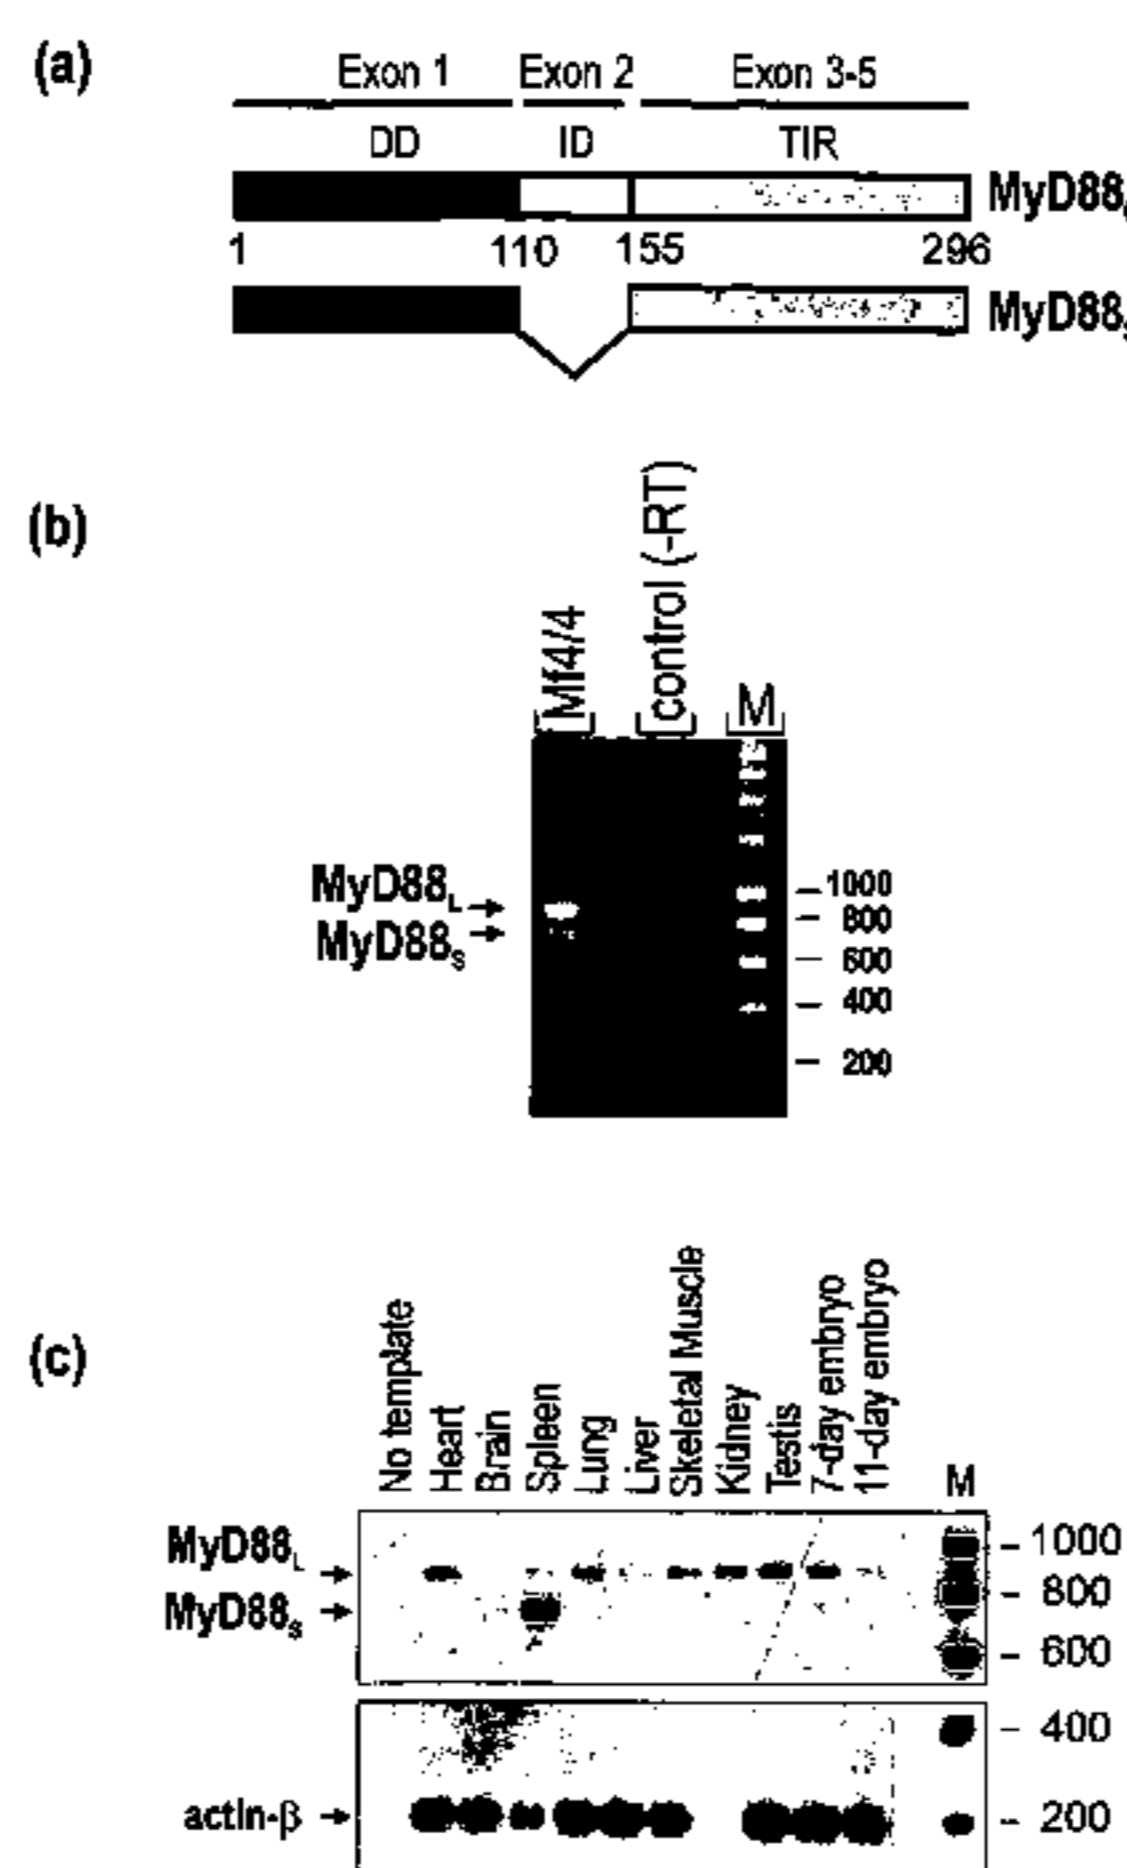 (a)
Exon 1 Exon 2 Exon 3-5
DD ID TIR
MyD88
1 110 155 296
MyD88
(b)
Mf4/4
control (-RT)
M
MyD88L
MyD88S
1000
800
600
400
200
(c)
No template
Heart
Brain
Spleen
Lung
Liver
Skeletal Muscle
Kidney
Testis
7-day embryo
11-day embryo
M
MyD88L
MyD88S
1000
800
600
400
actin-β
200